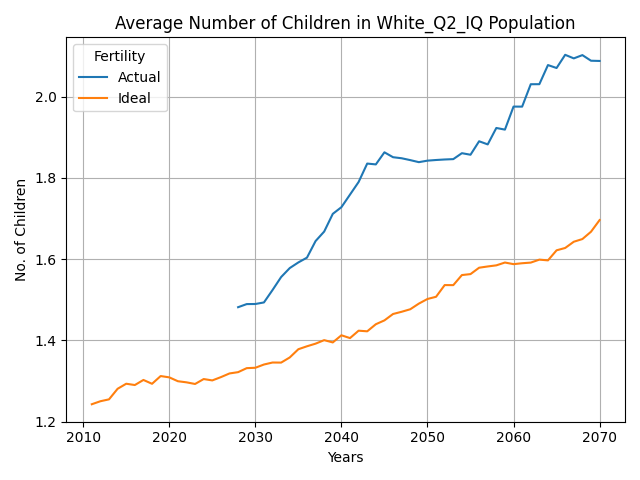 Average Number of Children in White_Q2_IQ Population
Fertility
Actual
Ideal
No. of Children
2.0
1.8
1.6
1.4
1.2
2010 2020 2030 2040 2050 2060 2070
Years